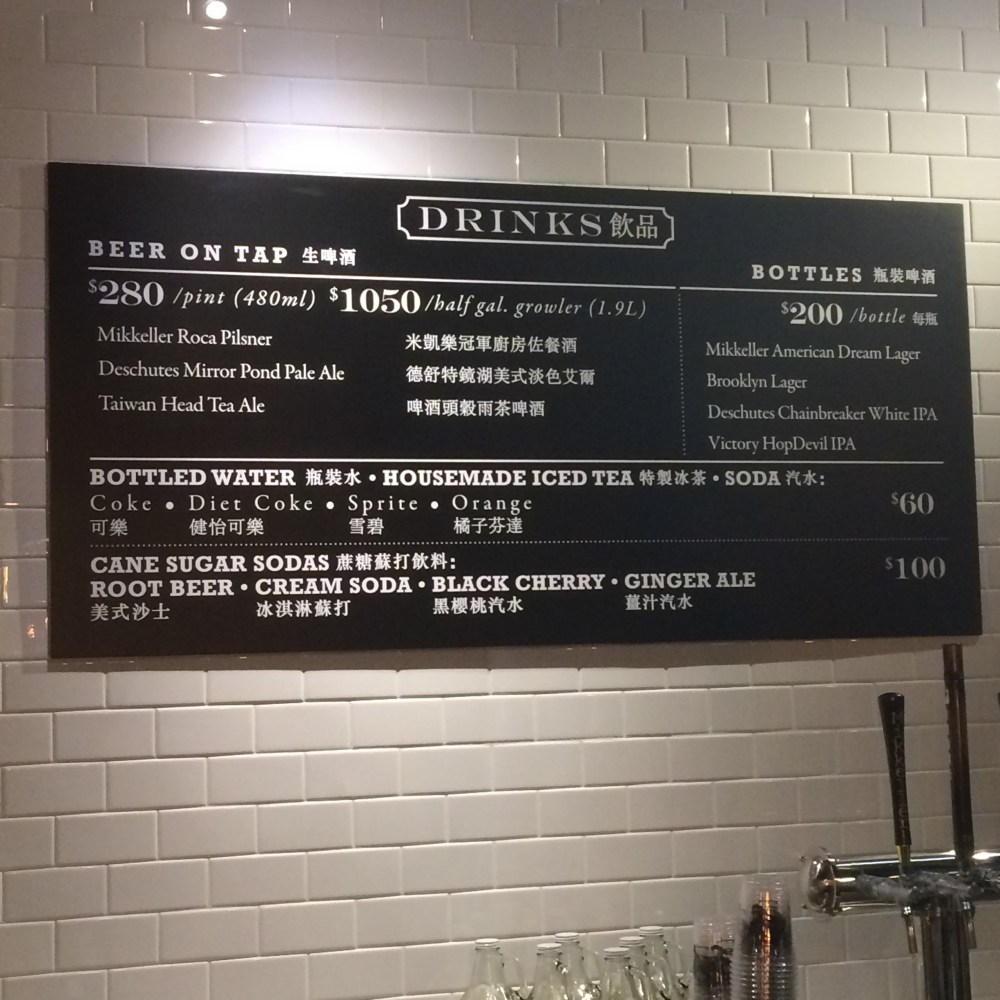 DRINKS 飲品
BEER ON TAP 生啤酒
$280 /pint (480ml) $1050 /half gal. growler (1.9L)
Mikkeller Roca Pilsner 米凱樂冠軍廚房佐餐酒
Deschutes Mirror Pond Pale Ale 德舒特鏡湖美式淡色艾爾
Taiwan Head Tea Ale 啤酒頭穀雨茶啤酒
BOTTLES 瓶裝啤酒
$200 /bottle 每瓶
Mikkeller American Dream Lager
Brooklyn Lager
Deschutes Chainbreaker White IPA
Victory HopDevil IPA
BOTTLED WATER 瓶裝水 • HOUSEMADE ICED TEA 特製冰茶 • SODA 汽水:
Coke • Diet Coke • Sprite • Orange $60
可樂 健怡可樂 雪碧 橘子芬達
CANE SUGAR SODAS 蔗糖蘇打飲料: $100
ROOT BEER • CREAM SODA • BLACK CHERRY • GINGER ALE
美式沙士 冰淇淋蘇打 黑櫻桃汽水 薑汁汽水